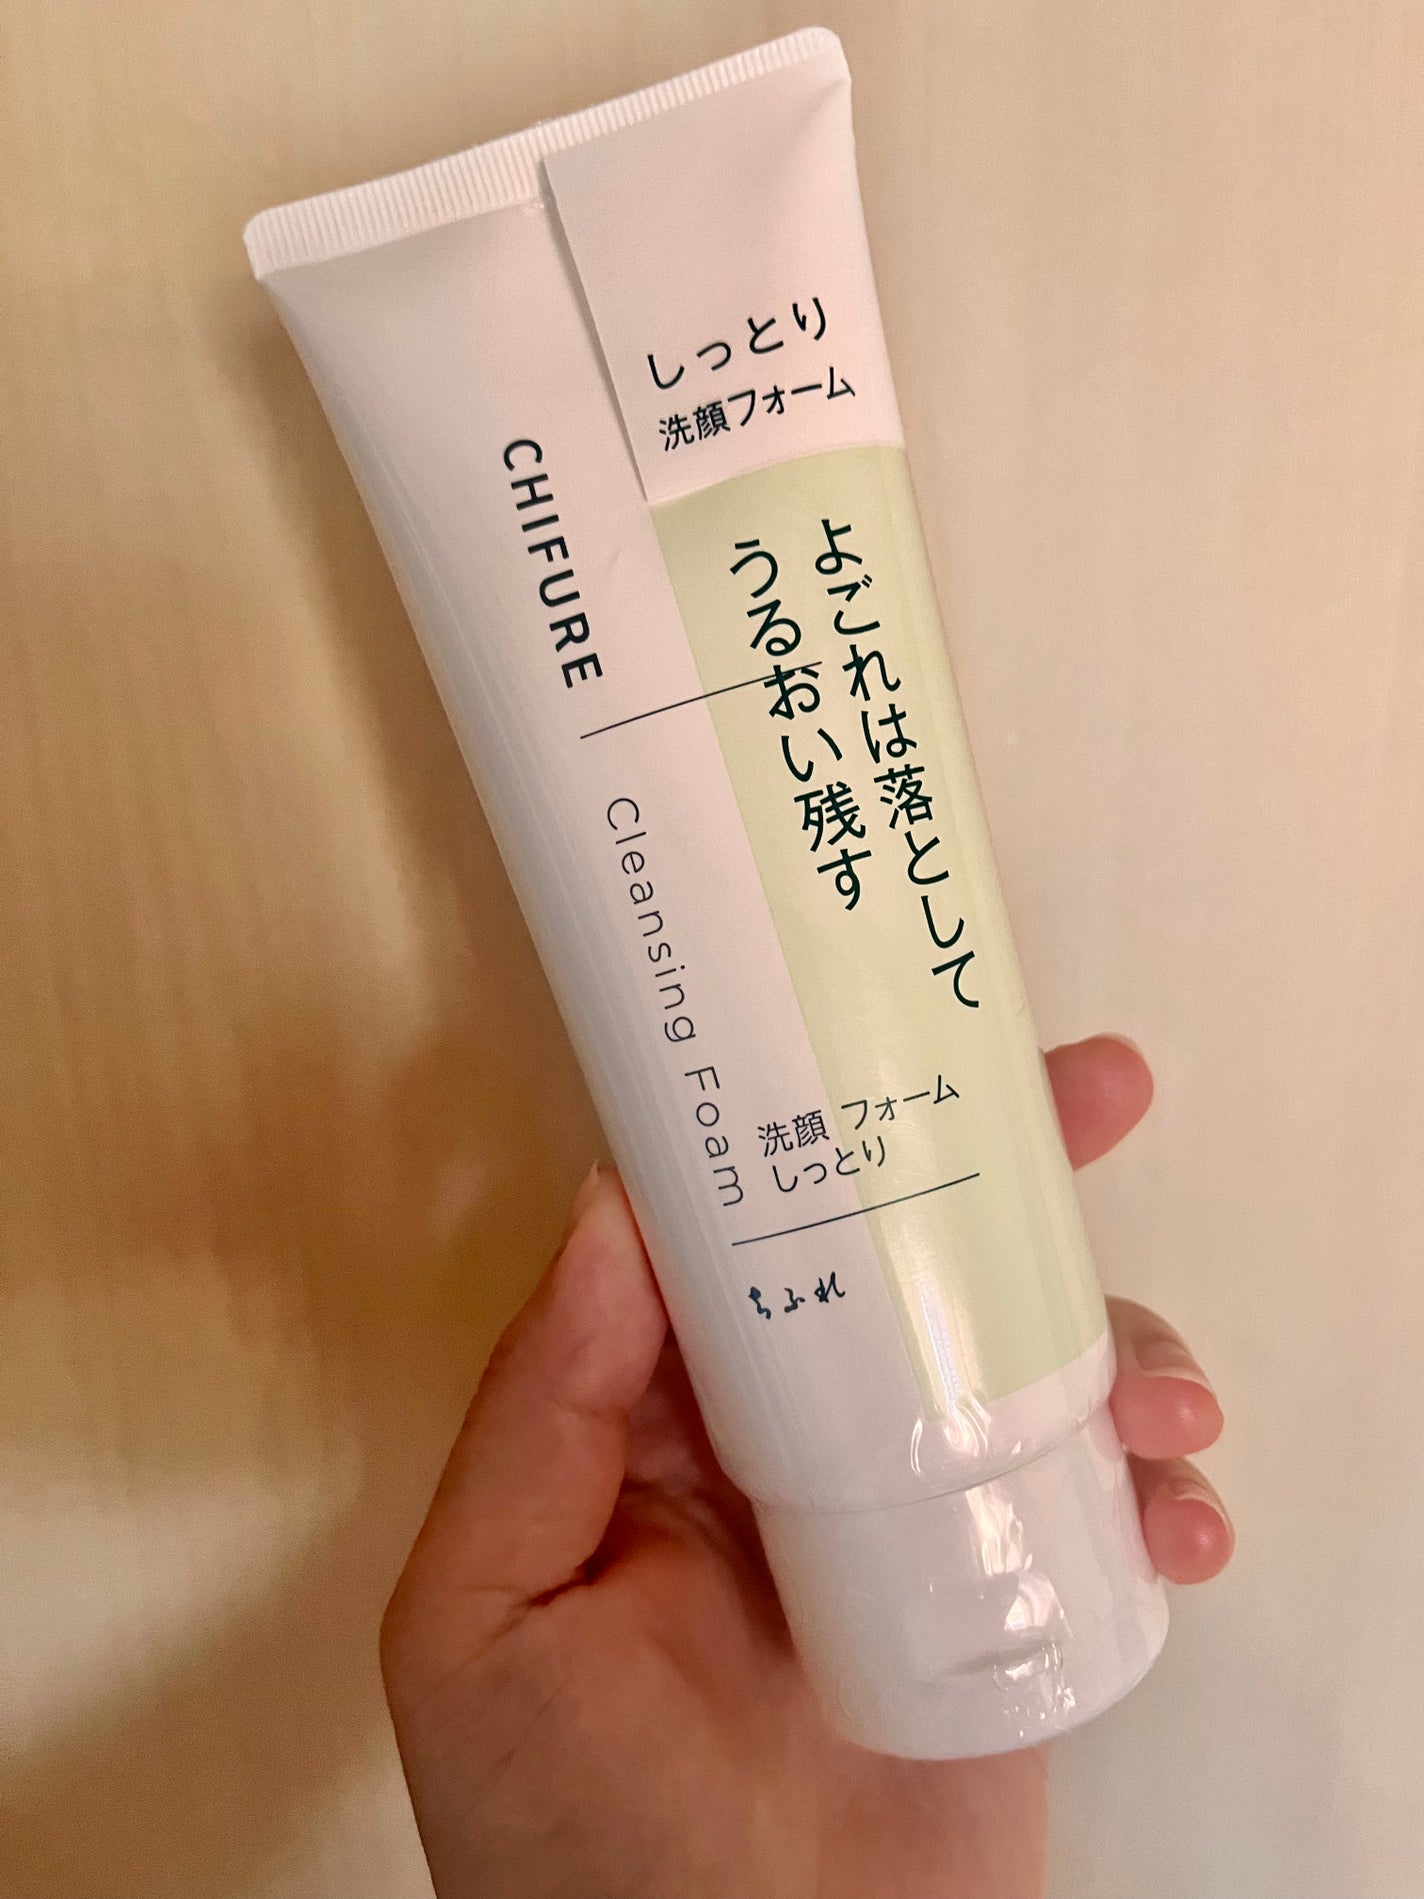 しっとり
洗顔フォーム
よごれは落として
うるおい残す
CHIFURE
Cleansing Foam
洗顔 フォーム
しっとり
ちふれ